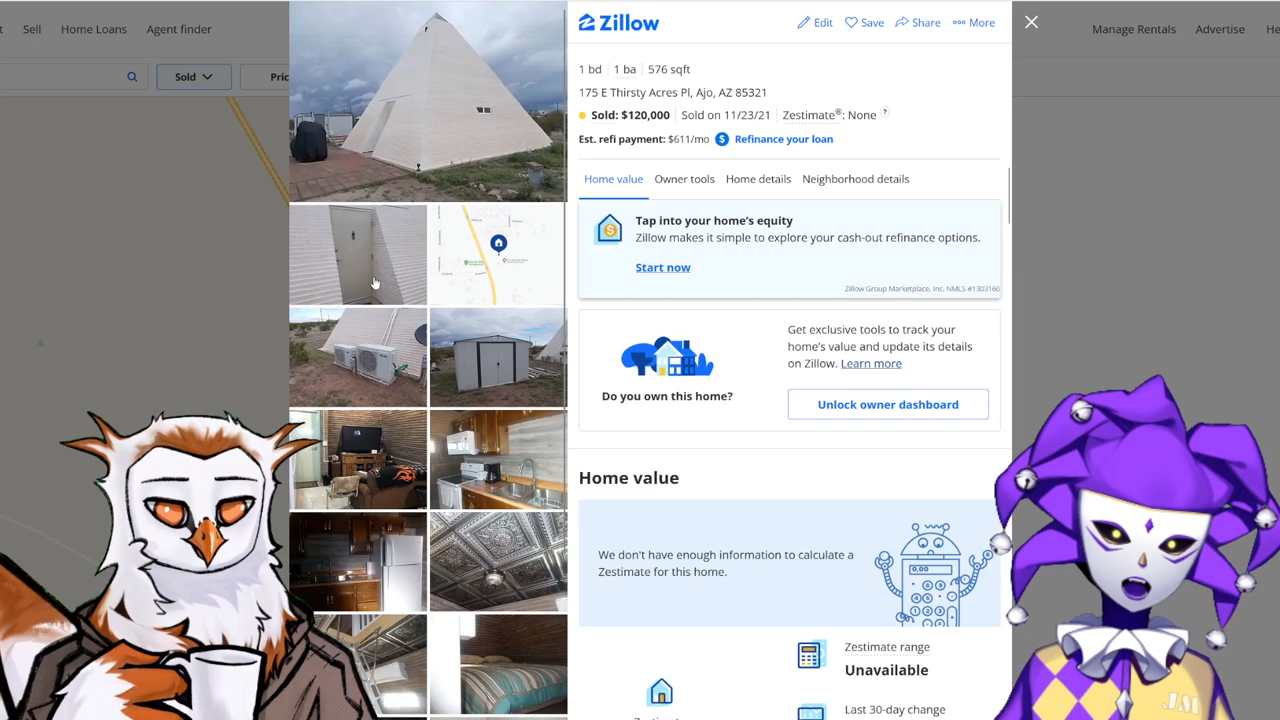 Sell
Home Loans
Agent finder
Sold
Zillow
Edit
Save
Share
More
Manage Rentals
Advertise
1 bd
1 ba
576 sqft
175 E Thirsty Acres Pl, Ajo, AZ 85321
Sold: $120,000
Sold on 11/23/21
Zestimate®: None ?
Est. refi payment: $611/mo $ Refinance your loan
Home value
Owner tools
Home details
Neighborhood details
Tap into your home's equity
Zillow makes it simple to explore your cash-out refinance options.
Start now
Zillow Group Marketplace, Inc. NMLS #1303160
Do you own this home?
Get exclusive tools to track your
home's value and update its details
on Zillow. Learn more
Unlock owner dashboard
Home value
We don't have enough information to calculate a
Zestimate for this home.
Zestimate range
Unavailable
Last 30-day change
JM